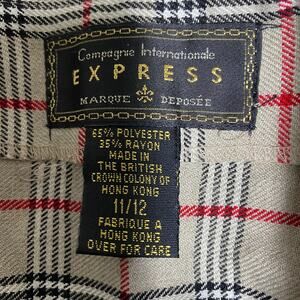 Compagnie Internationale
EXPRESS
MARQUE DEPOSÉE
65% POLYESTER
35% RAYON
MADE IN
THE BRITISH
CROWN COLONY OF
HONG KONG
11/12
FABRIQUE A
HONG KONG
OVER FOR CARE